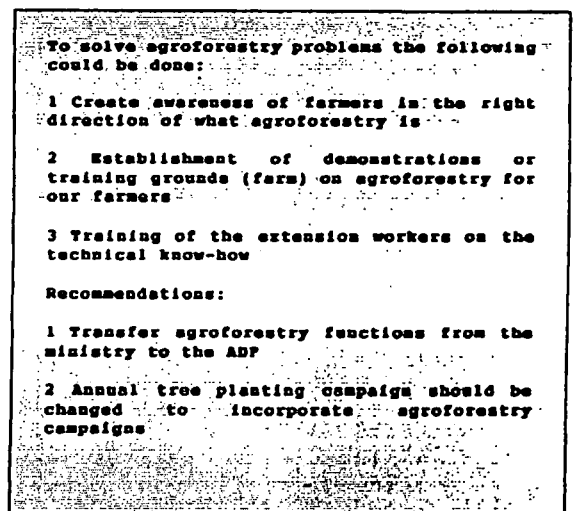 To solve agroforestry problems the following
could be done:
1 Create awareness of farmers in the right
direction of what agroforestry is
2 Establishment of demonstrations or
training grounds (farm) on agroforestry for
our farmers
3 Training of the extension workers on the
technical know-how
Recommendations:
1 Transfer agroforestry functions from the
ministry to the ADP
2 Annual tree planting campaign should be
changed to incorporate agroforestry
campaigns